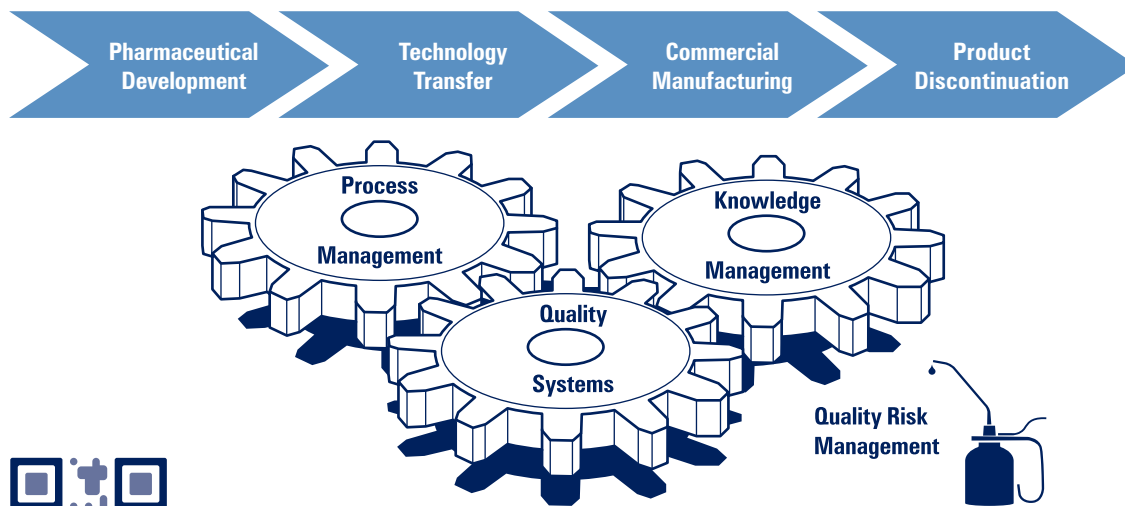 Pharmaceutical
Development
Technology
Transfer
Commercial
Manufacturing
Product
Discontinuation
Process
Management
Knowledge
Management
Quality
Systems
Quality Risk
Management